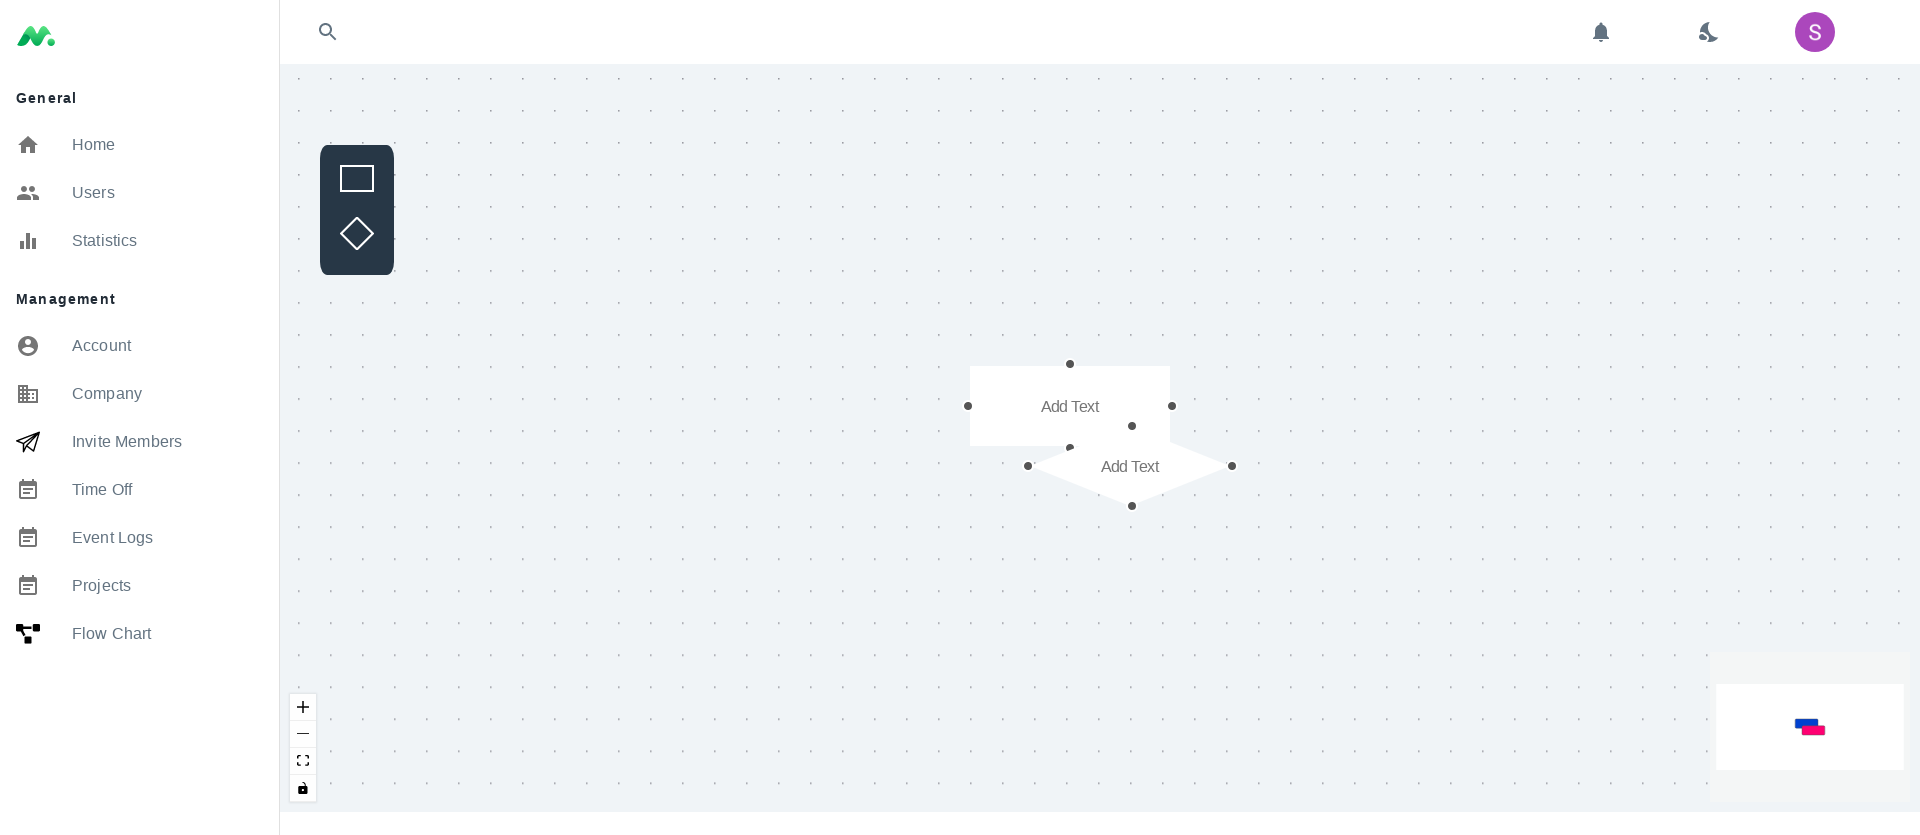 General
Home
Users
Statistics
Management
Account
Company
Invite Members
Time Off
Event Logs
Projects
Flow Chart
S
Add Text
Add Text